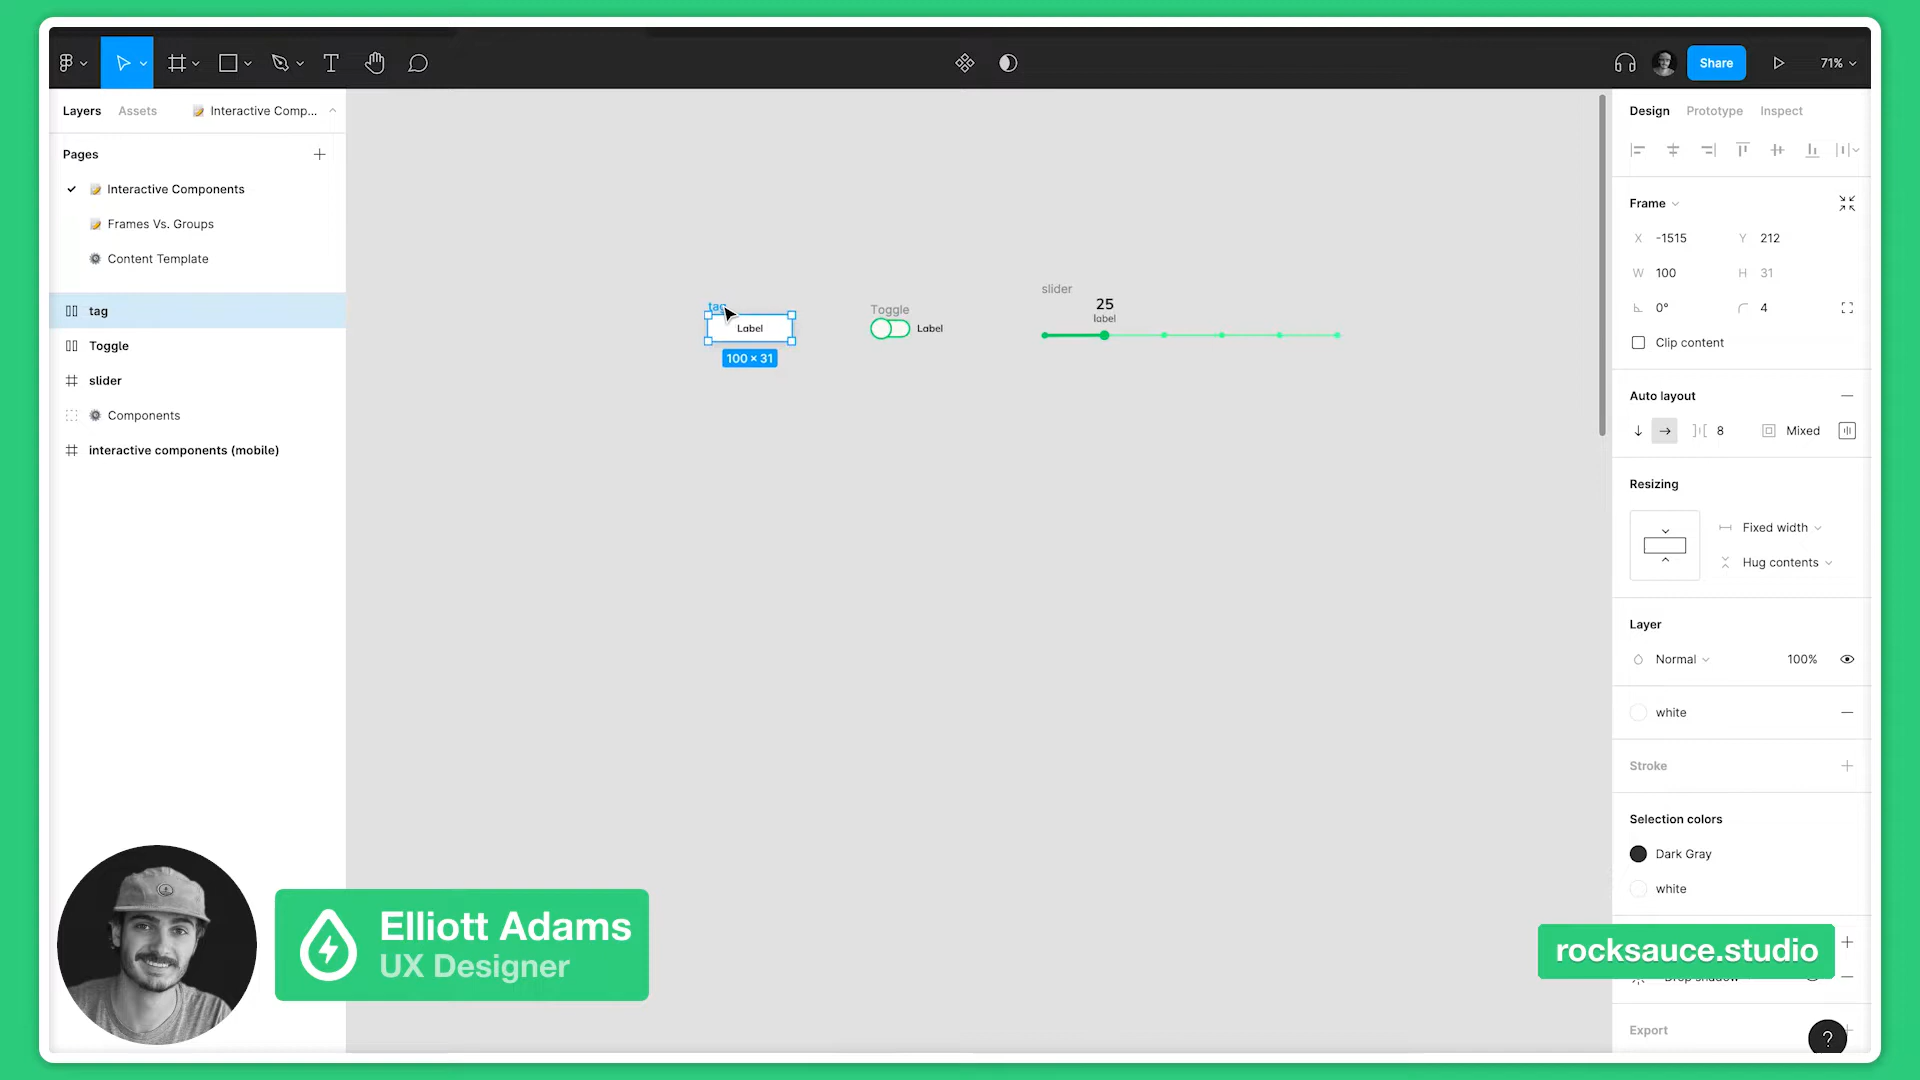 Share
71%
Layers
Assets
Interactive Comp...
Pages
Interactive Components
Frames Vs. Groups
Content Template
tag
Toggle
slider
Components
interactive components (mobile)
tag
Label
100 × 31
Toggle
Label
slider
25
label
Design
Prototype
Inspect
Frame
X -1515
Y 212
W 100
H 31
0°
4
Clip content
Auto layout
8
Mixed
Resizing
Fixed width
Hug contents
Layer
Normal
100%
white
Stroke
Selection colors
Dark Gray
white
Drop shadow
Export
?
Elliott Adams
UX Designer
rocksauce.studio